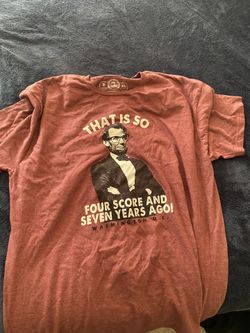 THAT IS SO
FOUR SCORE AND
SEVEN YEARS AGO!
WASHINGTON D.C.